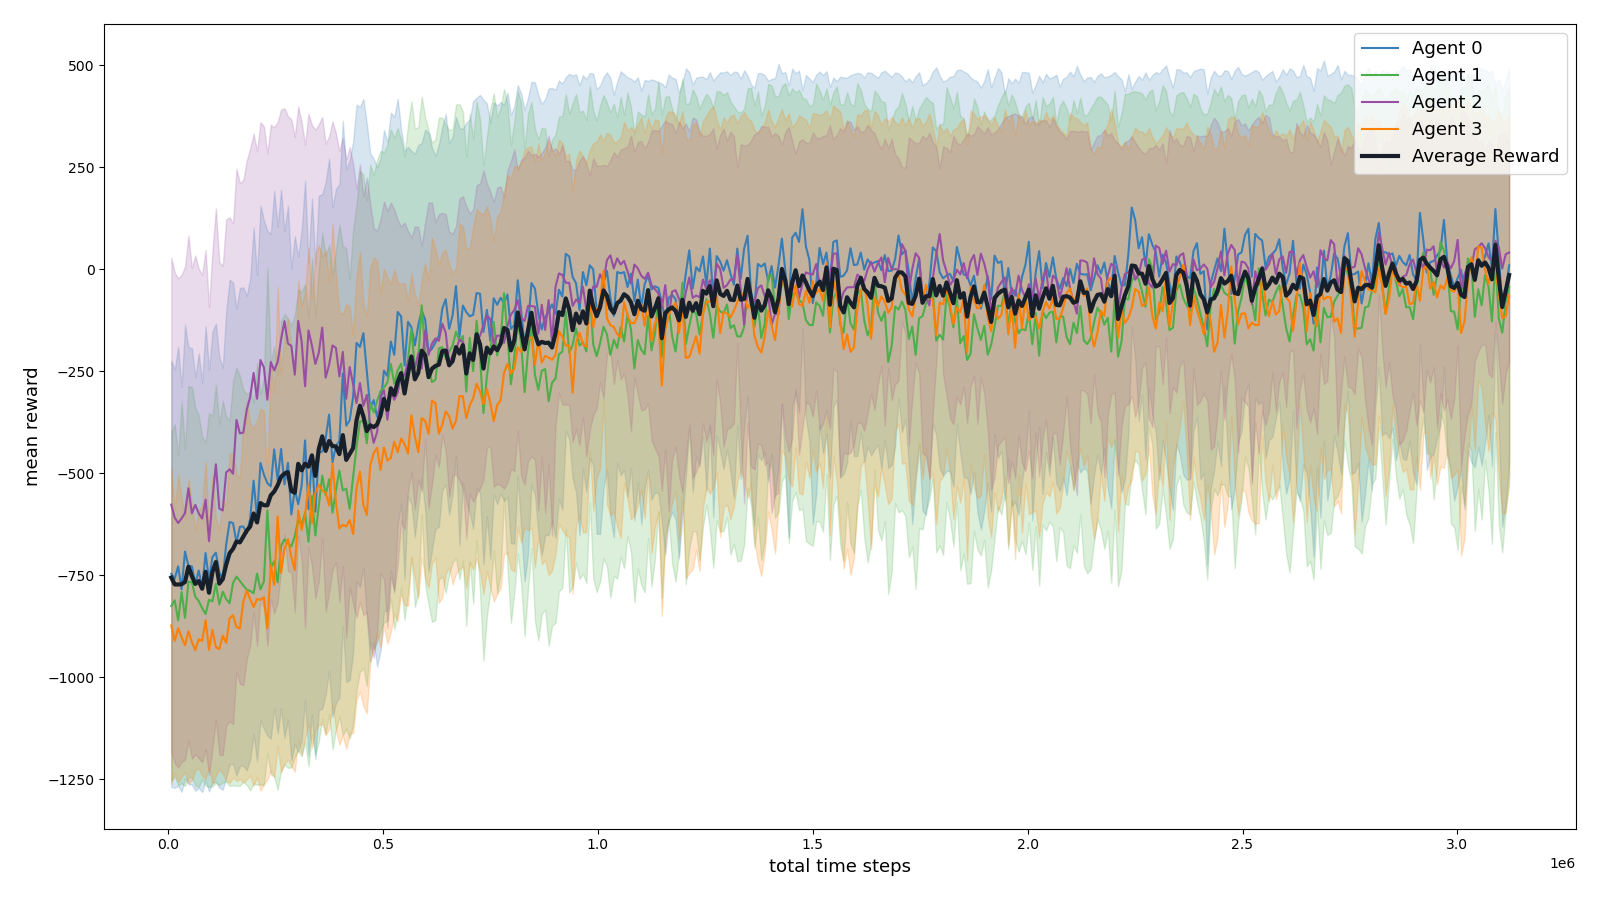 500
250
0
−250
−500
−750
−1000
−1250
mean reward
0.0
0.5
1.0
1.5
2.0
2.5
3.0
1e6
total time steps
Agent 0
Agent 1
Agent 2
Agent 3
Average Reward